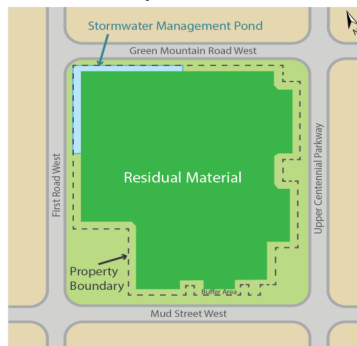 Stormwater Management Pond
Green Mountain Road West
First Road West
Residual Material
Upper Centennial Parkway
Property
Boundary
Buffer Area
Mud Street West